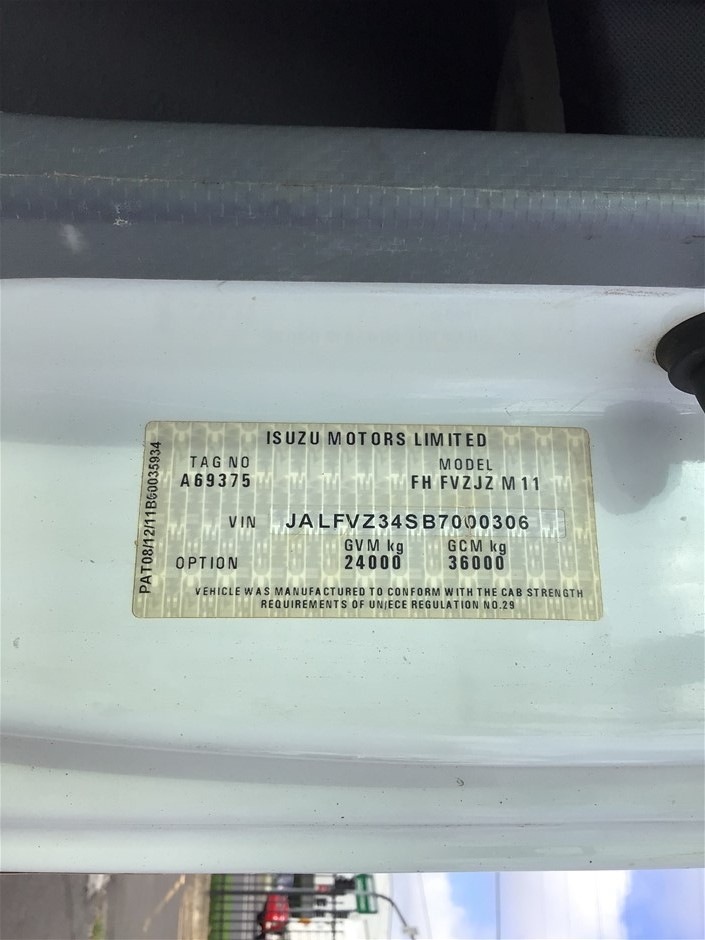 ISUZU MOTORS LIMITED
TAG NO MODEL
A69375 FH FVZJZ M11
VIN JALFVZ34SB7000306
GVM kg GCM kg
OPTION 24000 36000
VEHICLE WAS MANUFACTURED TO CONFORM WITH THE CAB STRENGTH
REQUIREMENTS OF UN/ECE REGULATION NO.29
PAT08/12/11B00035934